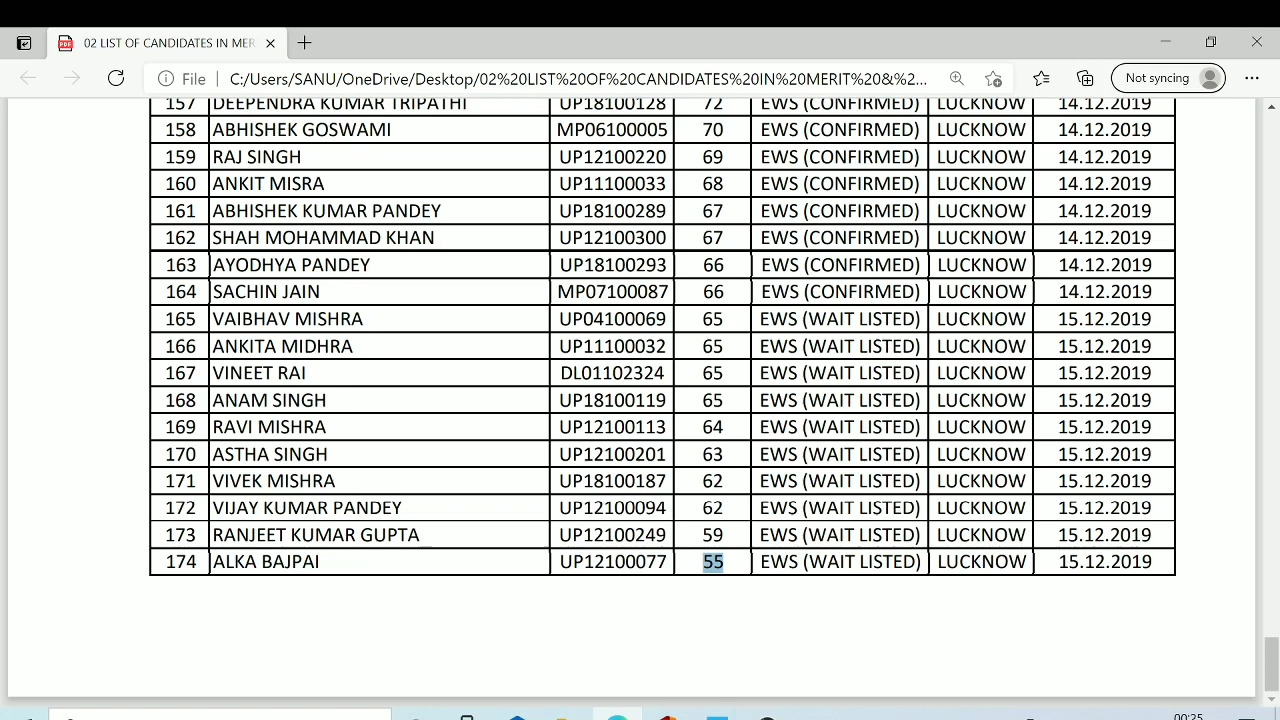 02 LIST OF CANDIDATES IN MER
File
C:/Users/SANU/OneDrive/Desktop/02%20LIST%20OF%20CANDIDATES%20IN%20MERIT%20&%2...
Not syncing
157 DEEPENDRA KUMAR TRIPATHI UP18100128 72 EWS (CONFIRMED) LUCKNOW 14.12.2019
158 ABHISHEK GOSWAMI MP06100005 70 EWS (CONFIRMED) LUCKNOW 14.12.2019
159 RAJ SINGH UP12100220 69 EWS (CONFIRMED) LUCKNOW 14.12.2019
160 ANKIT MISRA UP11100033 68 EWS (CONFIRMED) LUCKNOW 14.12.2019
161 ABHISHEK KUMAR PANDEY UP18100289 67 EWS (CONFIRMED) LUCKNOW 14.12.2019
162 SHAH MOHAMMAD KHAN UP12100300 67 EWS (CONFIRMED) LUCKNOW 14.12.2019
163 AYODHYA PANDEY UP18100293 66 EWS (CONFIRMED) LUCKNOW 14.12.2019
164 SACHIN JAIN MP07100087 66 EWS (CONFIRMED) LUCKNOW 14.12.2019
165 VAIBHAV MISHRA UP04100069 65 EWS (WAIT LISTED) LUCKNOW 15.12.2019
166 ANKITA MIDHRA UP11100032 65 EWS (WAIT LISTED) LUCKNOW 15.12.2019
167 VINEET RAI DL01102324 65 EWS (WAIT LISTED) LUCKNOW 15.12.2019
168 ANAM SINGH UP18100119 65 EWS (WAIT LISTED) LUCKNOW 15.12.2019
169 RAVI MISHRA UP12100113 64 EWS (WAIT LISTED) LUCKNOW 15.12.2019
170 ASTHA SINGH UP12100201 63 EWS (WAIT LISTED) LUCKNOW 15.12.2019
171 VIVEK MISHRA UP18100187 62 EWS (WAIT LISTED) LUCKNOW 15.12.2019
172 VIJAY KUMAR PANDEY UP12100094 62 EWS (WAIT LISTED) LUCKNOW 15.12.2019
173 RANJEET KUMAR GUPTA UP12100249 59 EWS (WAIT LISTED) LUCKNOW 15.12.2019
174 ALKA BAJPAI UP12100077 55 EWS (WAIT LISTED) LUCKNOW 15.12.2019
00:25